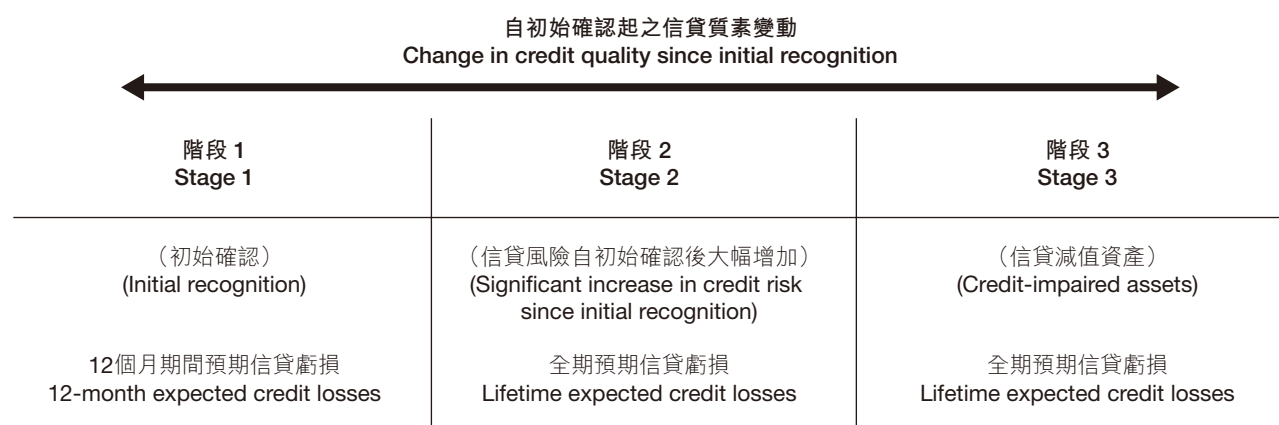 自初始確認起之信貸質素變動
Change in credit quality since initial recognition
階段 1
Stage 1
階段 2
Stage 2
階段 3
Stage 3
（初始確認）
(Initial recognition)
（信貸風險自初始確認後大幅增加）
(Significant increase in credit risk
since initial recognition)
（信貸減值資產）
(Credit-impaired assets)
12個月期間預期信貸虧損
12-month expected credit losses
全期預期信貸虧損
Lifetime expected credit losses
全期預期信貸虧損
Lifetime expected credit losses